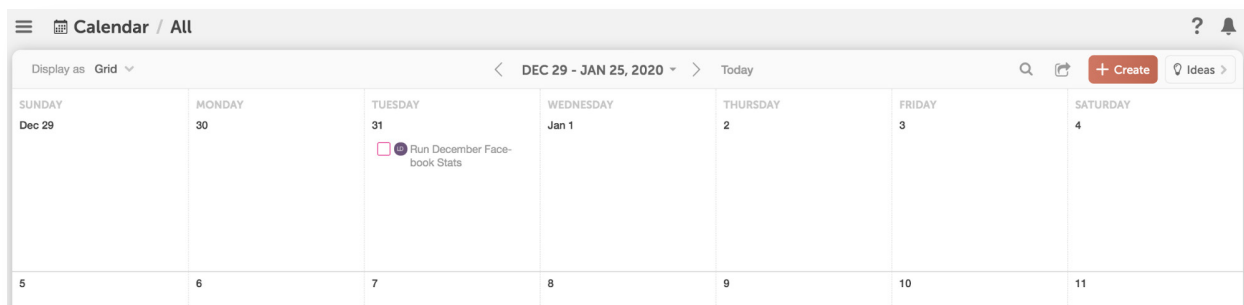 Calendar / All
?
Display as Grid
DEC 29 - JAN 25, 2020
Today
+ Create
Ideas
SUNDAY MONDAY TUESDAY WEDNESDAY THURSDAY FRIDAY SATURDAY
Dec 29 30 31 Jan 1 2 3 4
LD Run December Face-
book Stats
5 6 7 8 9 10 11